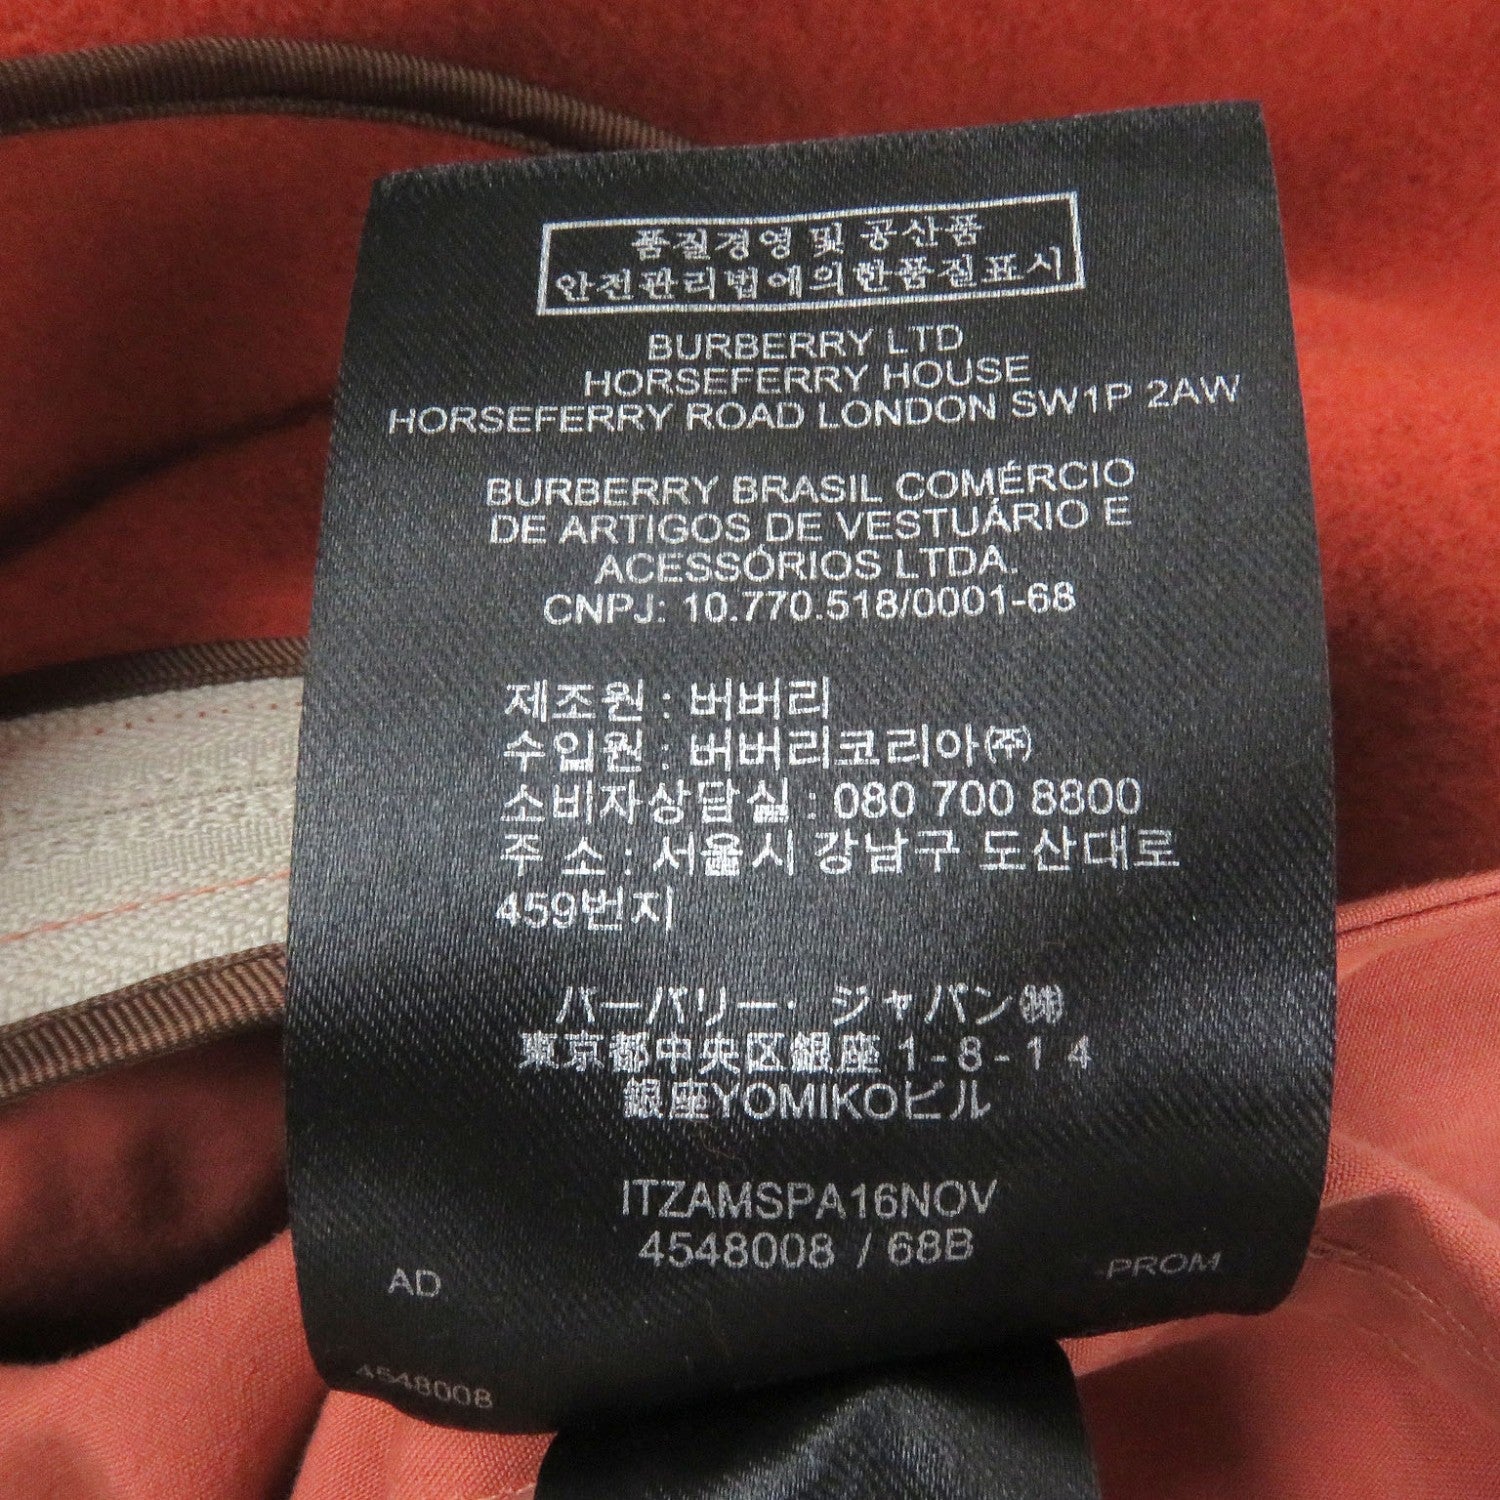 품질경영 및 공산품
안전관리법에의한품질표시
BURBERRY LTD
HORSEFERRY HOUSE
HORSEFERRY ROAD LONDON SW1P 2AW
BURBERRY BRASIL COMÉRCIO
DE ARTIGOS DE VESTUÁRIO E
ACESSÓRIOS LTDA.
CNPJ: 10.770.518/0001-68
제조원 : 버버리
수입원 : 버버리코리아㈜
소비자상담실 : 080 700 8800
주 소 : 서울시 강남구 도산대로
459번지
バーバリー・ジャパン㈱
東京都中央区銀座 1-8-14
銀座YOMIKOビル
ITZAMSPA16NOV
4548008 / 68B
AD
PROM
4548008